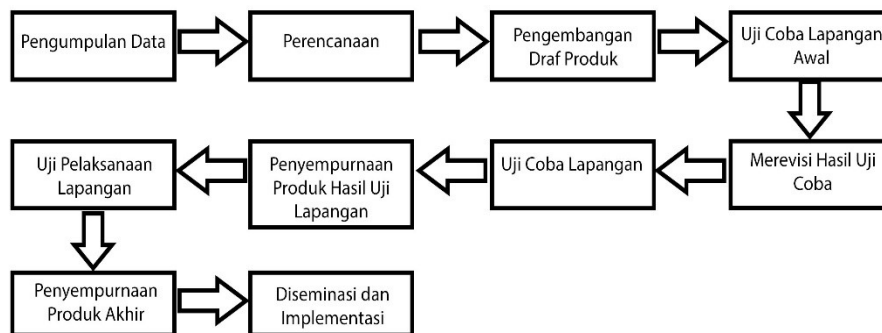 Pengumpulan Data
Perencanaan
Pengembangan
Draf Produk
Uji Coba Lapangan
Awal
Merevisi Hasil Uji
Coba
Uji Coba Lapangan
Penyempurnaan
Produk Hasil Uji
Lapangan
Uji Pelaksanaan
Lapangan
Penyempurnaan
Produk Akhir
Diseminasi dan
Implementasi